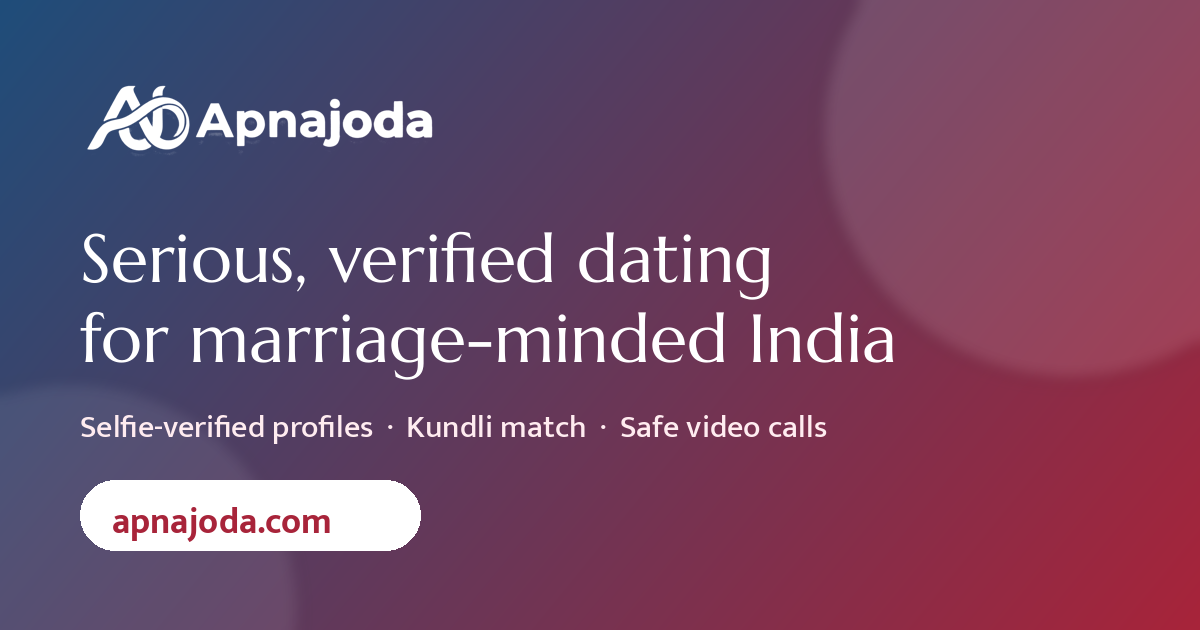 Apnajoda
Serious, verified dating
for marriage-minded India
Selfie-verified profiles · Kundli match · Safe video calls
apnajoda.com